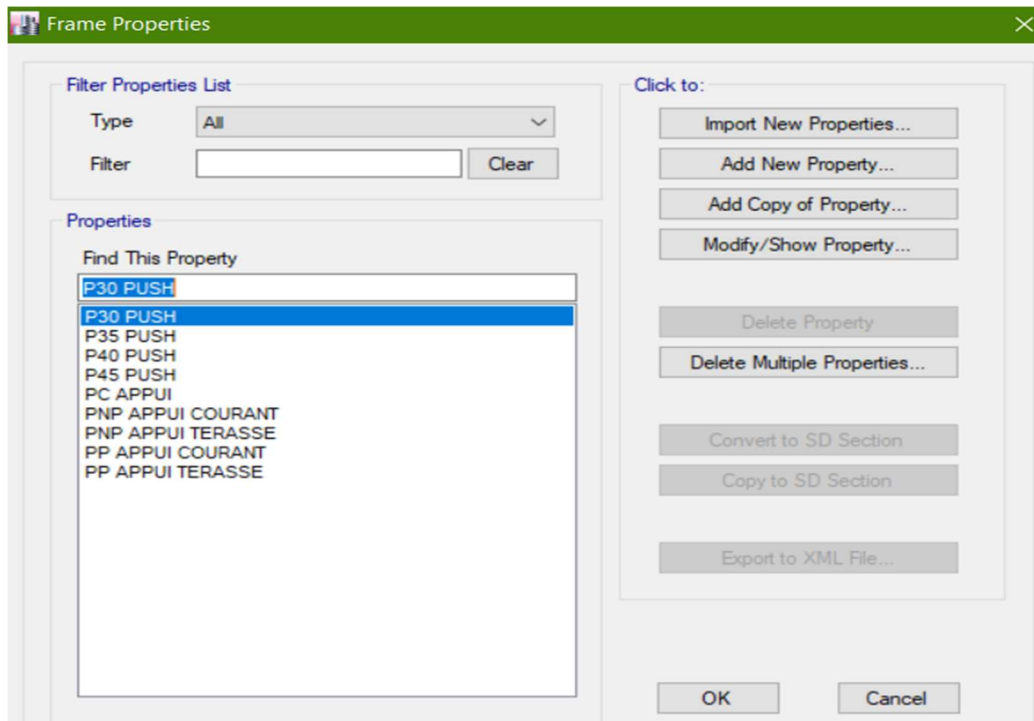 Frame Properties
Filter Properties List
Type All
Filter Clear
Properties
Find This Property
P30 PUSH
P30 PUSH
P35 PUSH
P40 PUSH
P45 PUSH
PC APPUI
PNP APPUI COURANT
PNP APPUI TERASSE
PP APPUI COURANT
PP APPUI TERASSE
Click to:
Import New Properties...
Add New Property...
Add Copy of Property...
Modify/Show Property...
Delete Property
Delete Multiple Properties...
Convert to SD Section
Copy to SD Section
Export to XML File...
OK Cancel